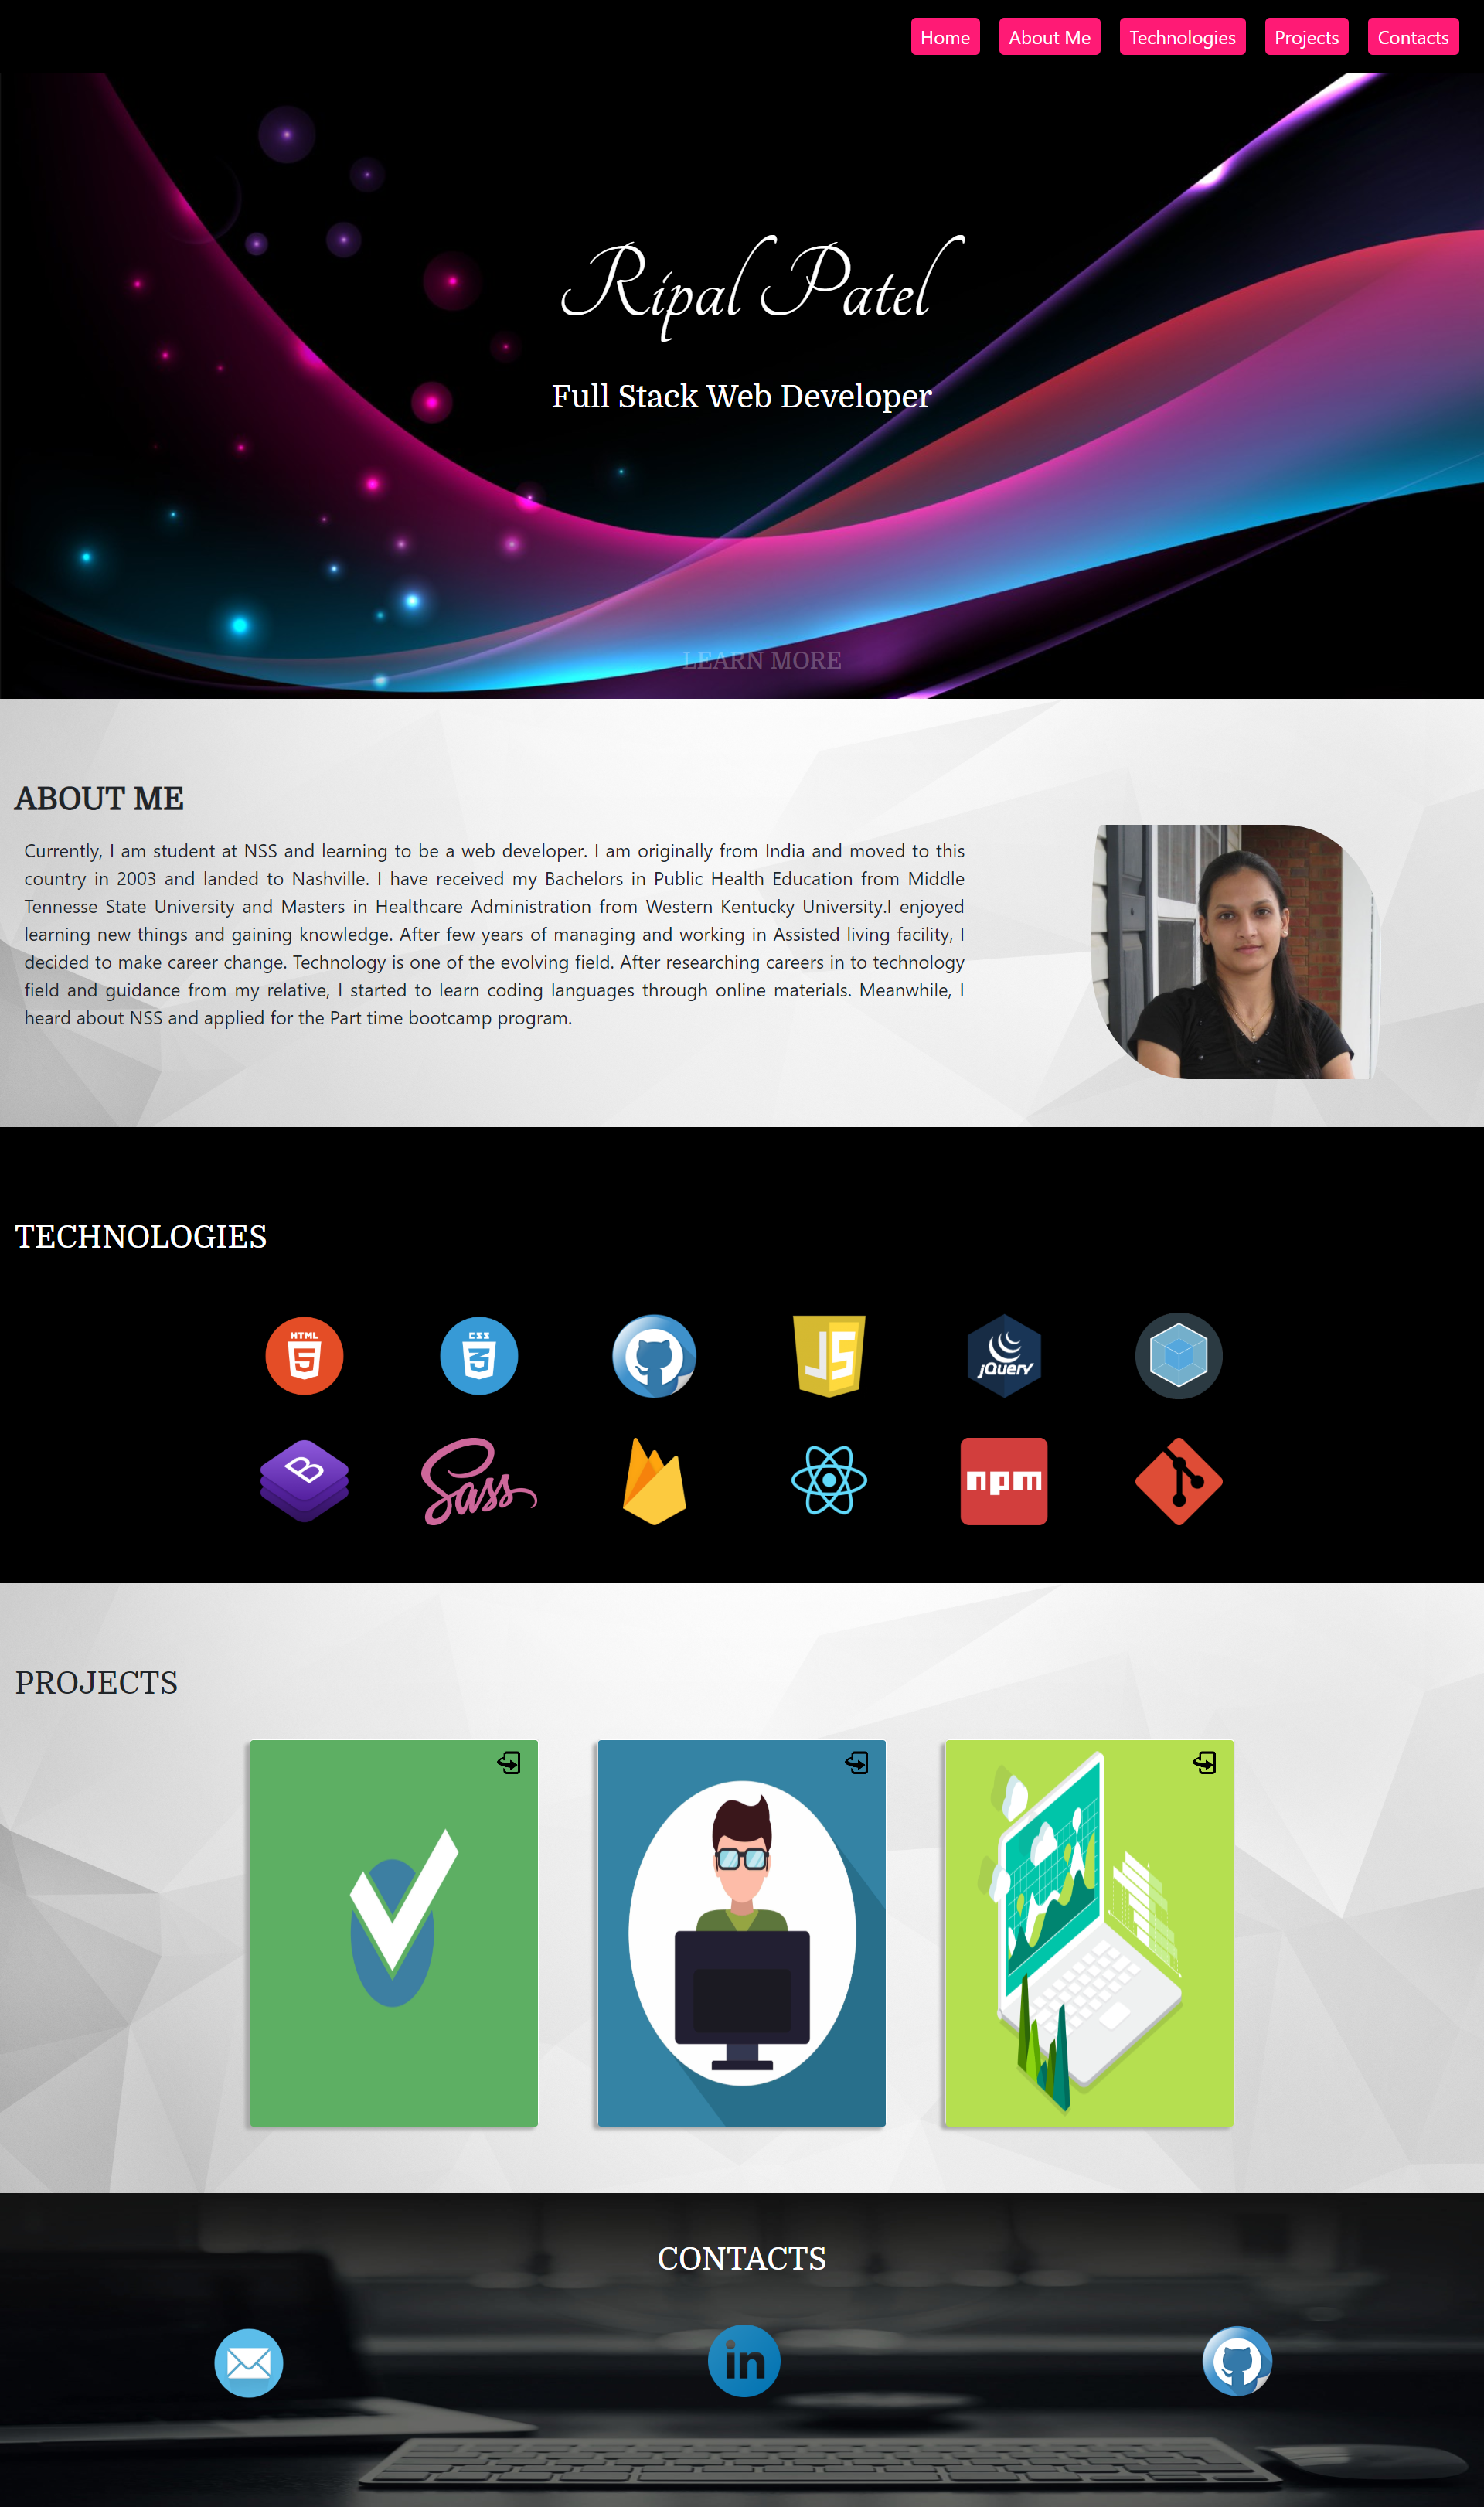 Home About Me Technologies Projects Contacts
Ripal Patel
Full Stack Web Developer
LEARN MORE
ABOUT ME
Currently, I am student at NSS and learning to be a web developer. I am originally from India and moved to this
country in 2003 and landed to Nashville. I have received my Bachelors in Public Health Education from Middle
Tennesse State University and Masters in Healthcare Administration from Western Kentucky University.I enjoyed
learning new things and gaining knowledge. After few years of managing and working in Assisted living facility, I
decided to make career change. Technology is one of the evolving field. After researching careers in to technology
field and guidance from my relative, I started to learn coding languages through online materials. Meanwhile, I
heard about NSS and applied for the Part time bootcamp program.
TECHNOLOGIES
HTML 5 CSS 3 JS jQuery
B Sass npm
PROJECTS
CONTACTS
in